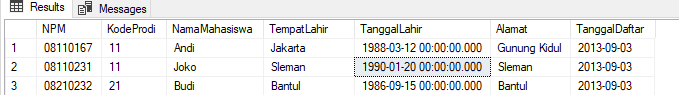 Results Messages
NPM KodeProdi NamaMahasiswa TempatLahir TanggalLahir Alamat TanggalDaftar
1 08110167 11 Andi Jakarta 1988-03-12 00:00:00.000 Gunung Kidul 2013-09-03
2 08110231 11 Joko Sleman 1990-01-20 00:00:00.000 Sleman 2013-09-03
3 08210232 21 Budi Bantul 1986-09-15 00:00:00.000 Bantul 2013-09-03